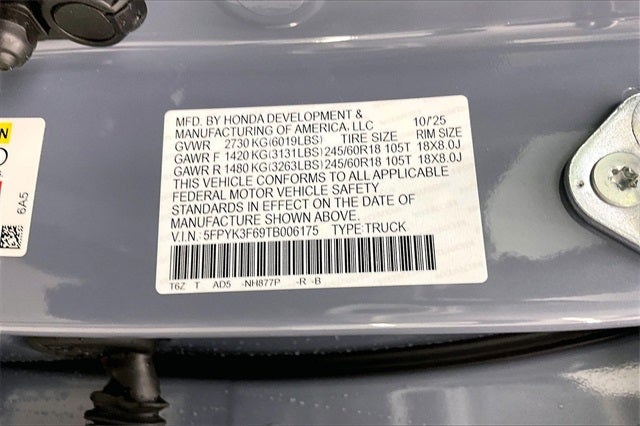 MFD. BY HONDA DEVELOPMENT & 10/'25
MANUFACTURING OF AMERICA, LLC
TIRE SIZE RIM SIZE
GVWR 2730 KG(6019LBS)
GAWR F 1420 KG(3131LBS) 245/60R18 105T 18X8.0J
GAWR R 1480 KG(3263LBS) 245/60R18 105T 18X8.0J
THIS VEHICLE CONFORMS TO ALL APPLICABLE
FEDERAL MOTOR VEHICLE SAFETY
STANDARDS IN EFFECT ON THE DATE OF
MANUFACTURE SHOWN ABOVE.
V.I.N.: 5FPYK3F69TB006175 TYPE:TRUCK
T6Z T AD5 -NH877P -R -B
6A5